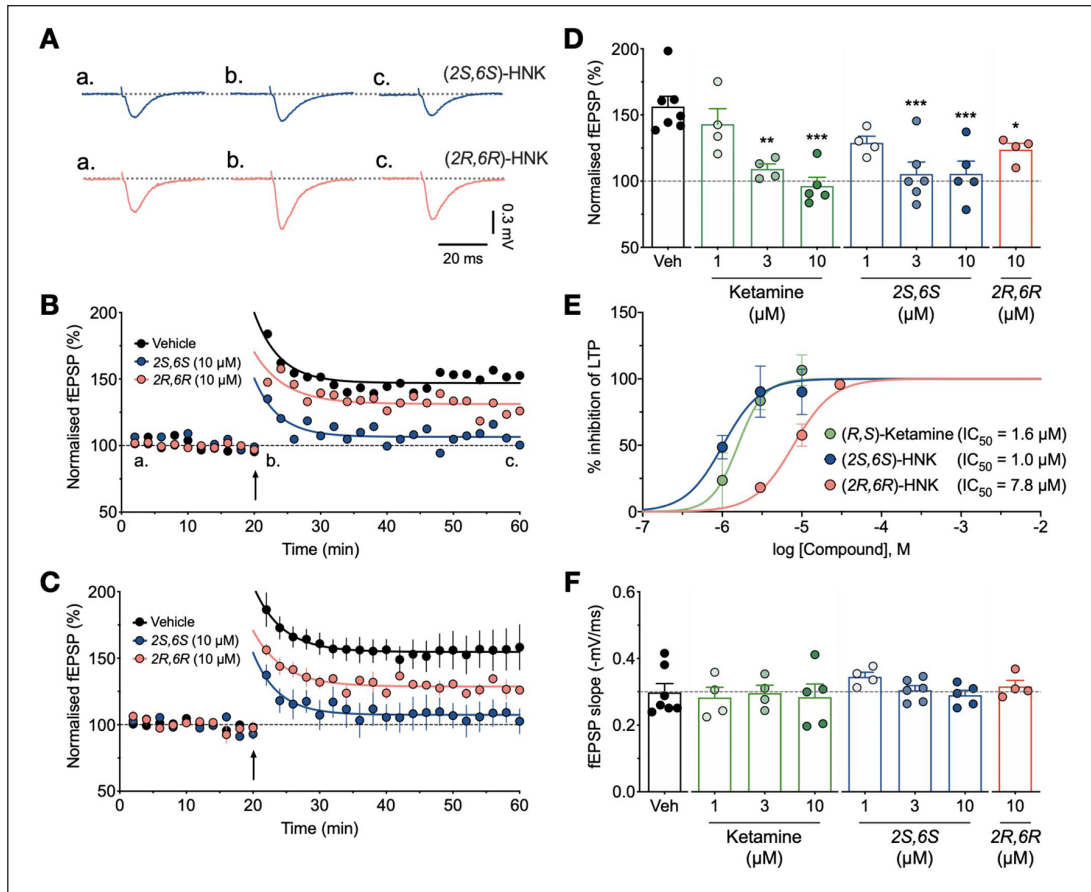 A
a.
b.
c.
(2S,6S)-HNK
a.
b.
c.
(2R,6R)-HNK
0.3 mV
20 ms
B
Normalised fEPSP (%)
200
150
100
50
Vehicle
2S,6S (10 µM)
2R,6R (10 µM)
a.
b.
c.
0 10 20 30 40 50 60
Time (min)
C
Normalised fEPSP (%)
200
150
100
50
Vehicle
2S,6S (10 µM)
2R,6R (10 µM)
0 10 20 30 40 50 60
Time (min)
D
Normalised fEPSP (%)
200
150
100
50
** *** *** *** *
Veh 1 3 10 1 3 10 10
Ketamine 2S,6S 2R,6R
(µM) (µM) (µM)
E
% inhibition of LTP
150
100
50
0
(R,S)-Ketamine (IC50 = 1.6 µM)
(2S,6S)-HNK (IC50 = 1.0 µM)
(2R,6R)-HNK (IC50 = 7.8 µM)
-7 -6 -5 -4 -3 -2
log [Compound], M
F
fEPSP slope (-mV/ms)
0.6
0.4
0.2
0.0
Veh 1 3 10 1 3 10 10
Ketamine 2S,6S 2R,6R
(µM) (µM) (µM)